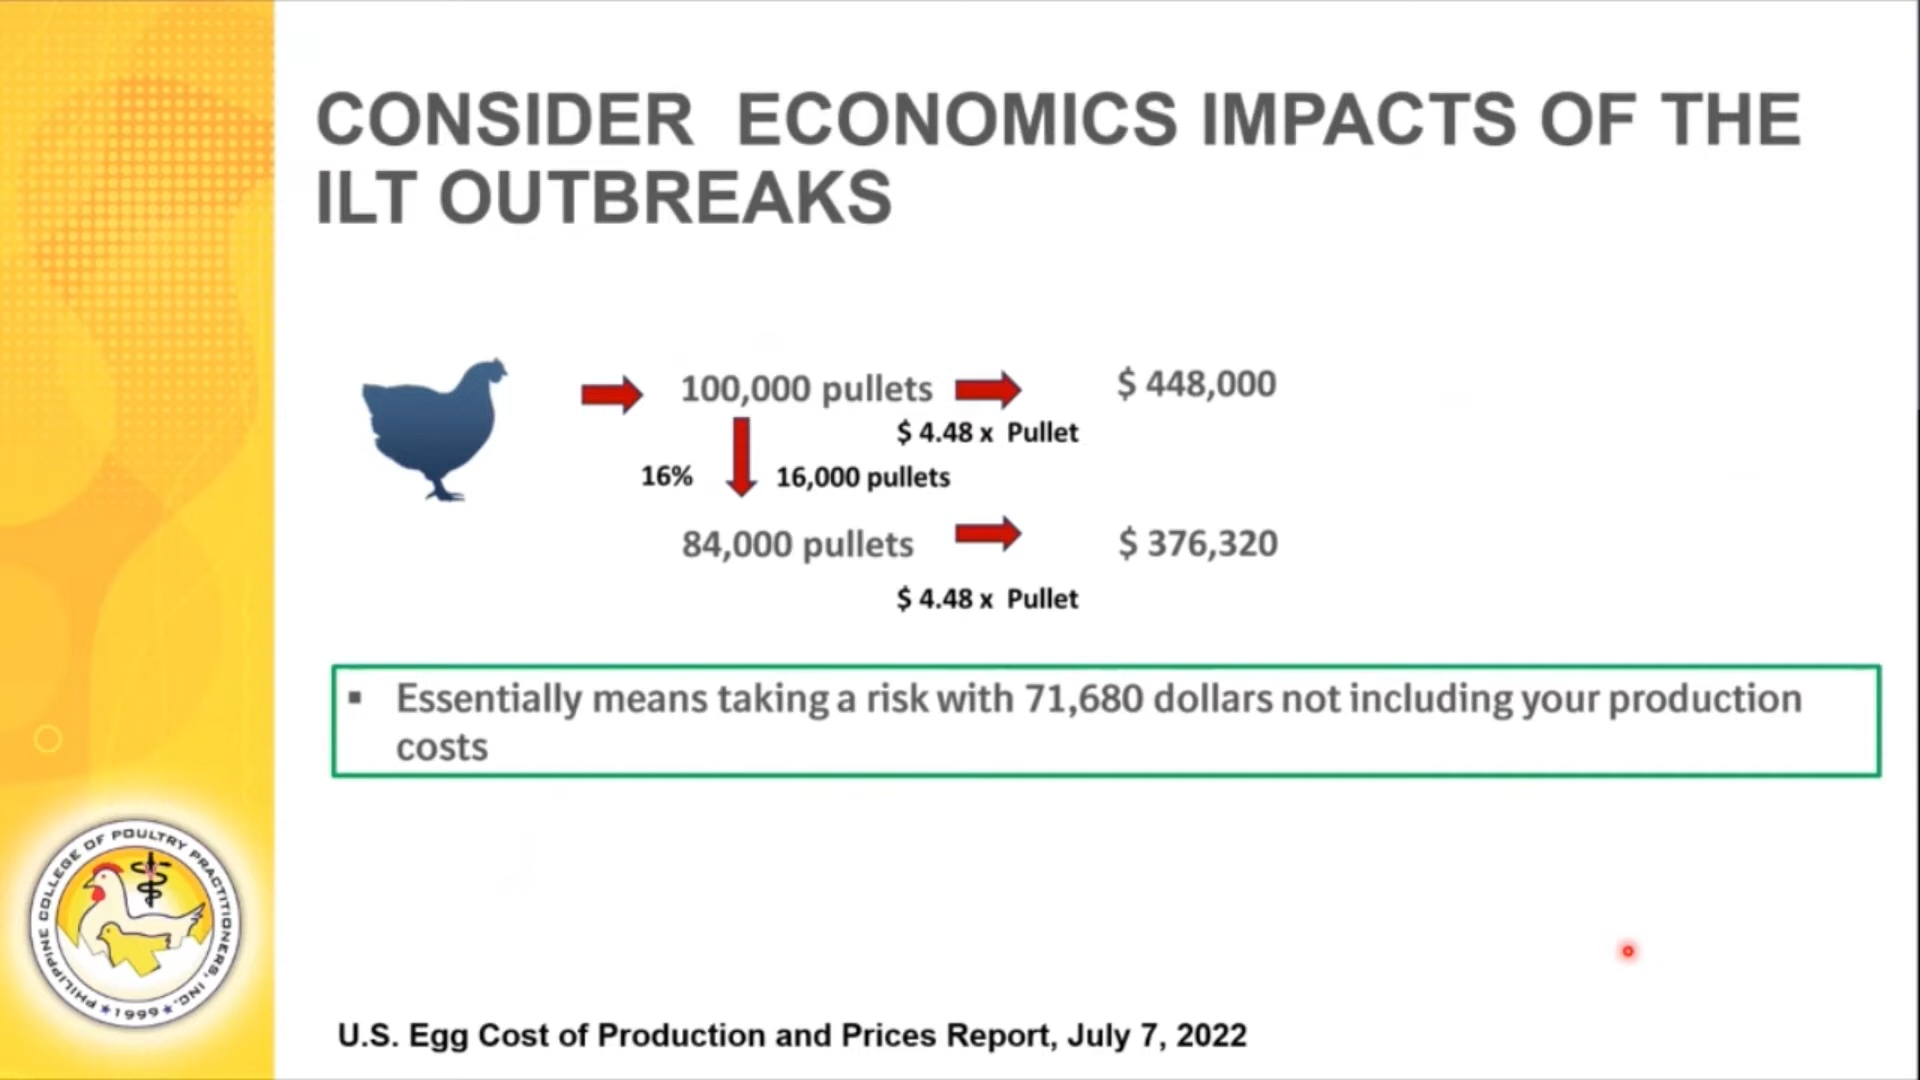 CONSIDER ECONOMICS IMPACTS OF THE
ILT OUTBREAKS
100,000 pullets
$ 448,000
$ 4.48 x Pullet
16%
16,000 pullets
84,000 pullets
$ 376,320
$ 4.48 x Pullet
▪ Essentially means taking a risk with 71,680 dollars not including your production
costs
PHILIPPINE COLLEGE OF POULTRY PRACTITIONERS, INC.
★ 1999 ★
U.S. Egg Cost of Production and Prices Report, July 7, 2022